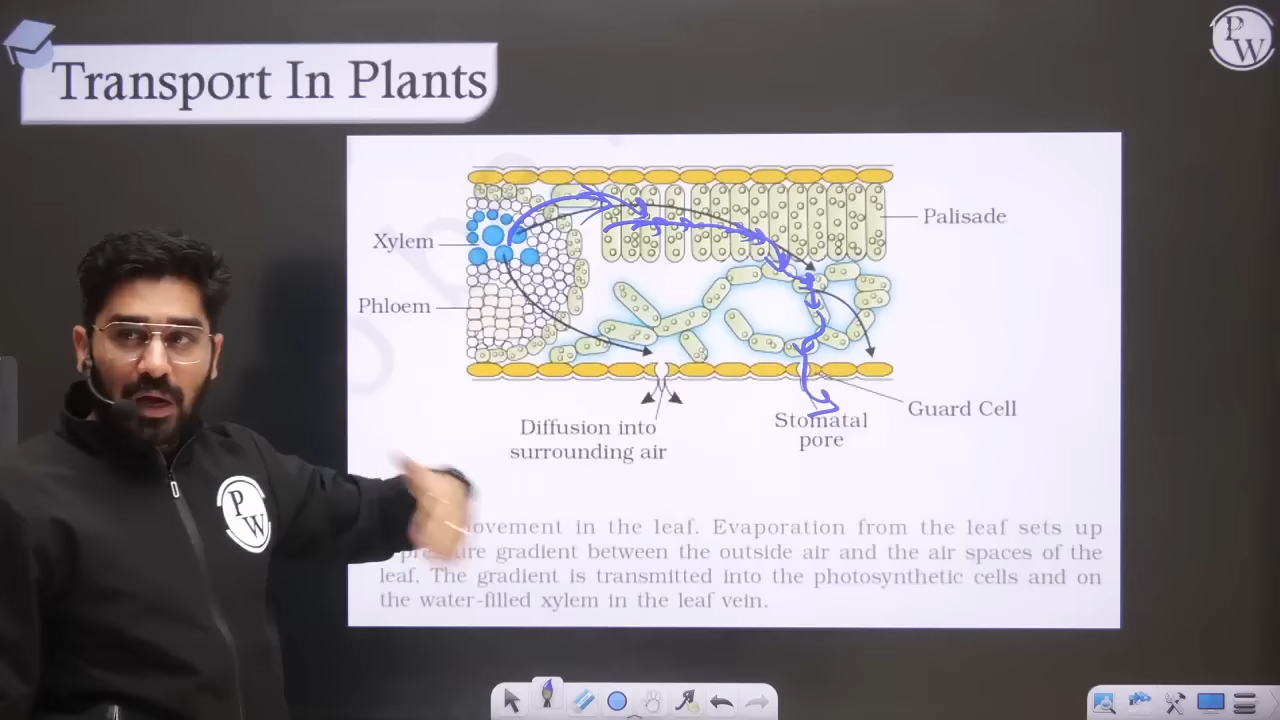 Transport In Plants
P
W
Palisade
Xylem
Phloem
Guard Cell
Stomatal
pore
Diffusion into
surrounding air
P
W
in the leaf. Evaporation from the leaf sets up
gradient between the outside air and the air spaces of the
leaf. The gradient is transmitted into the photosynthetic cells and on
the water-filled xylem in the leaf vein.